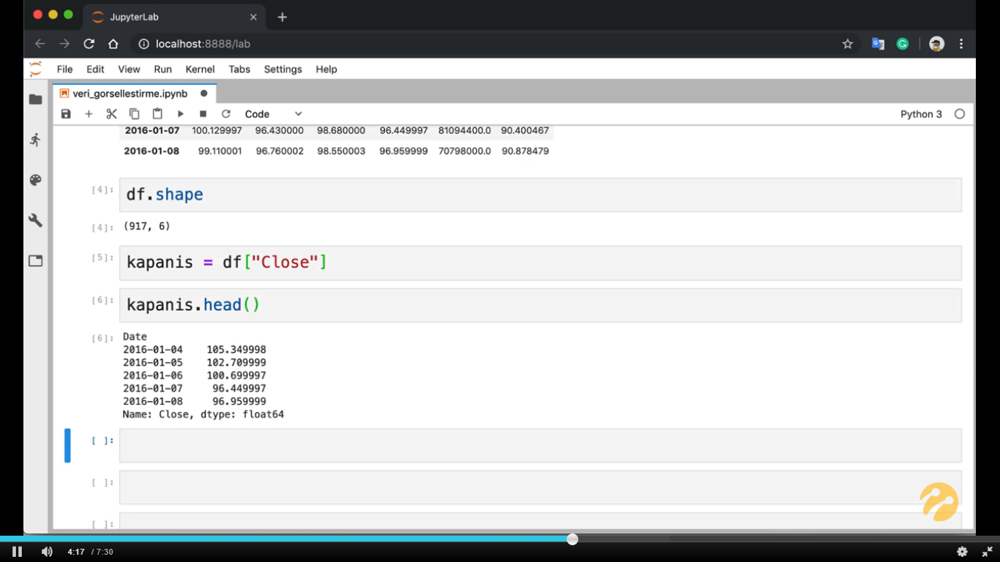 JupyterLab
localhost:8888/lab
File Edit View Run Kernel Tabs Settings Help
veri_gorsellestirme.ipynb
Code Python 3
2016-01-07 100.129997 96.430000 98.680000 96.449997 81094400.0 90.400467
2016-01-08 99.110001 96.760002 98.550003 96.959999 70798000.0 90.878479
[4]: df.shape
[4]: (917, 6)
[5]: kapanis = df["Close"]
[6]: kapanis.head()
[6]: Date
2016-01-04 105.349998
2016-01-05 102.709999
2016-01-06 100.699997
2016-01-07 96.449997
2016-01-08 96.959999
Name: Close, dtype: float64
[ ]:
[ ]:
[ ]:
4:17 / 7:30